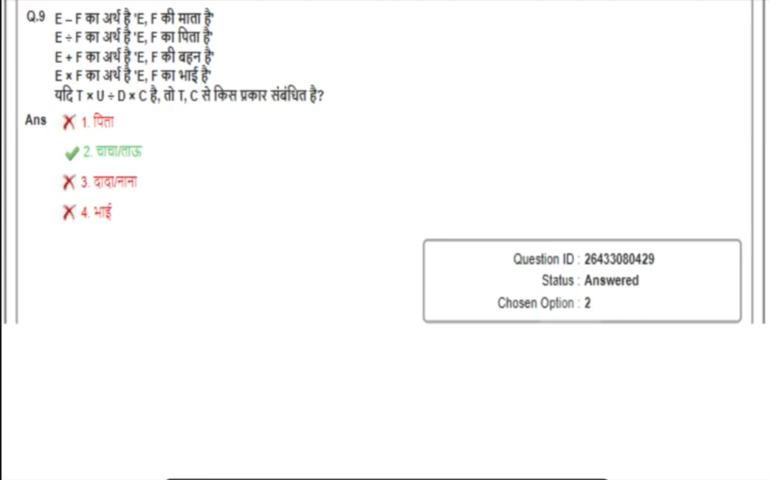 Q.9 E – F का अर्थ है 'E, F की माता है'
E ÷ F का अर्थ है 'E, F का पिता है'
E + F का अर्थ है 'E, F की बहन है'
E × F का अर्थ है 'E, F का भाई है'
यदि T × U ÷ D × C है, तो T, C से किस प्रकार संबंधित है?
Ans 1. पिता
2. चाचा/ताऊ
3. दादा/नाना
4. भाई
Question ID : 26433080429
Status : Answered
Chosen Option : 2